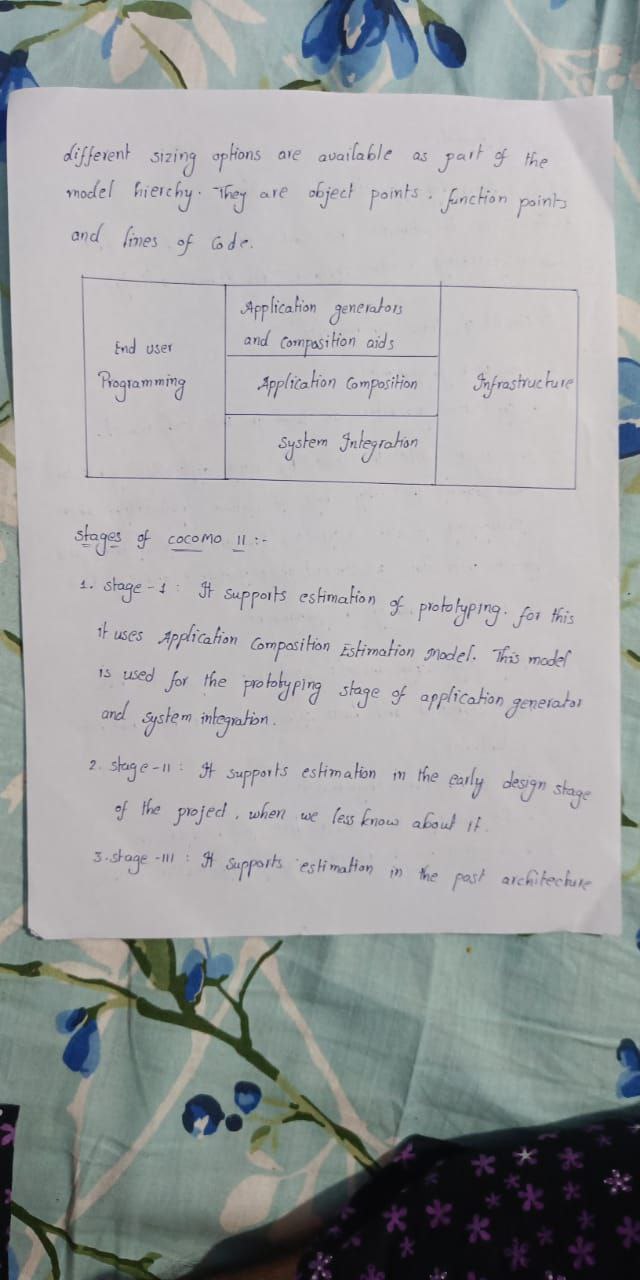 different sizing options are available as part of the
model hierchy. They are object points, function points
and lines of Code.
End user
Programming
Application generators
and Composition aids
Application Composition
System Integration
Infrastructure
Stages of COCOMO II :-
1. Stage-1 : It supports estimation of prototyping. for this
it uses Application Composition Estimation model. This model
is used for the prototyping stage of application generator
and system integration.
2. Stage-II : It supports estimation in the early design stage
of the project, when we less know about it.
3. Stage-III : It supports estimation in the post architecture